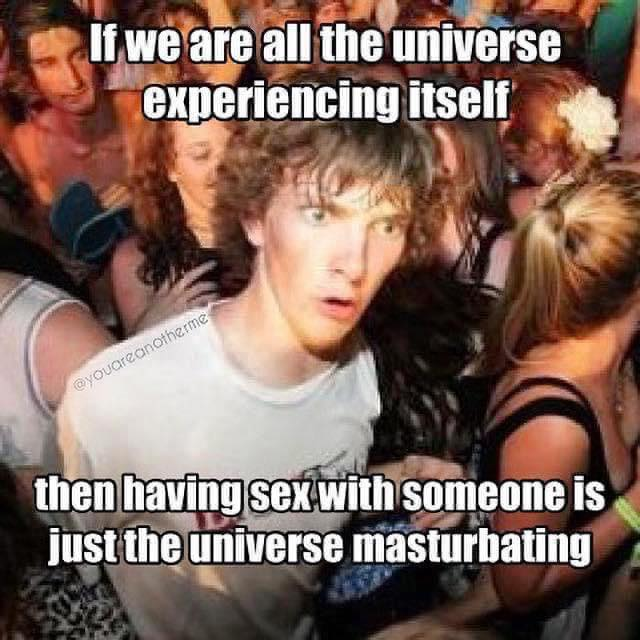 If we are all the universe
experiencing itself
@youareanotherme
then having sex with someone is
just the universe masturbating